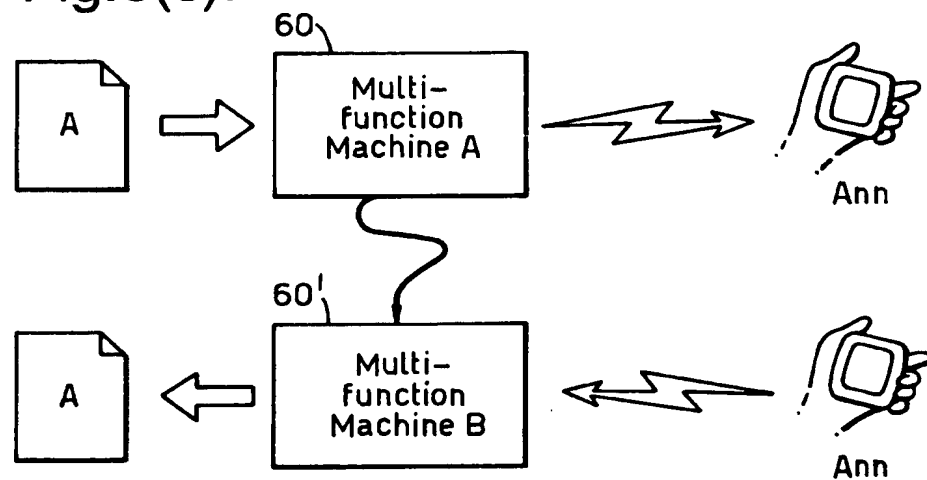 60
A
Multi-
function
Machine A
Ann
60'
A
Multi-
function
Machine B
Ann